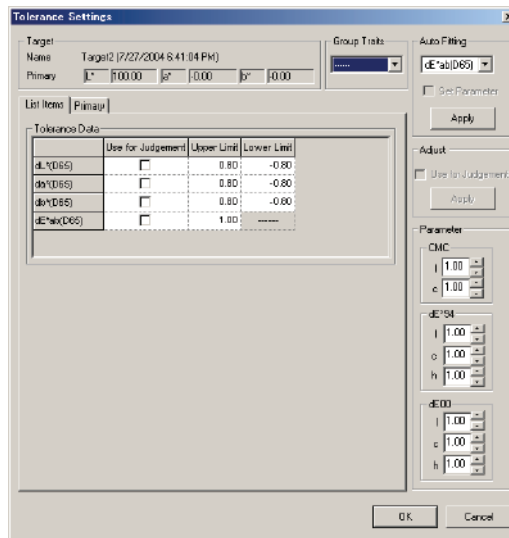 Tolerance Settings
Target
Name Target2 (7/27/2004 6:41:04 PM)
Primary L* 100.00 a* -0.00 b* -0.00
Group Traits
------
Auto Fitting
dE*ab(D65)
Set Parameter
Apply
List Items Primary
Tolerance Data
Use for Judgement Upper Limit Lower Limit
dL*(D65) 0.80 -0.80
da*(D65) 0.80 -0.80
db*(D65) 0.80 -0.80
dE*ab(D65) 1.00 ------
Adjust
Use for Judgement
Apply
Parameter
CMC
l 1.00
c 1.00
dE*94
l 1.00
c 1.00
h 1.00
dE00
l 1.00
c 1.00
h 1.00
OK Cancel